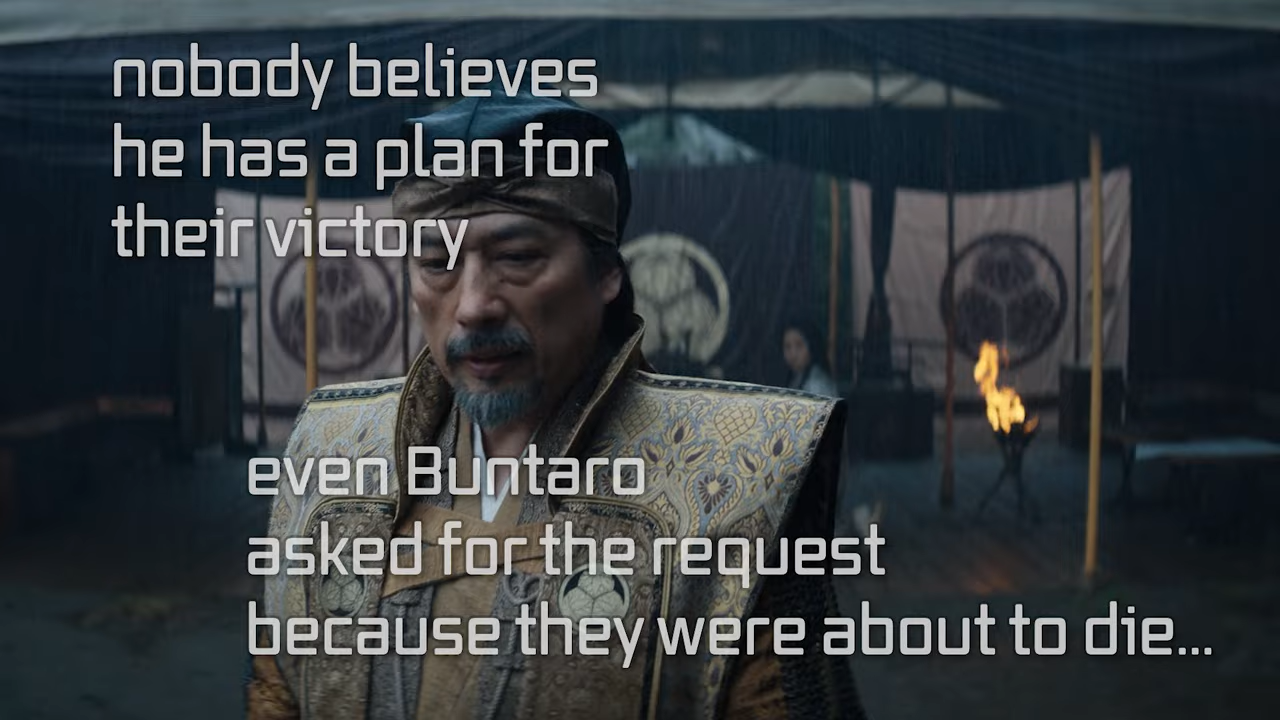 nobody believes
he has a plan for
their victory
even Buntaro
asked for the request
because they were about to die...